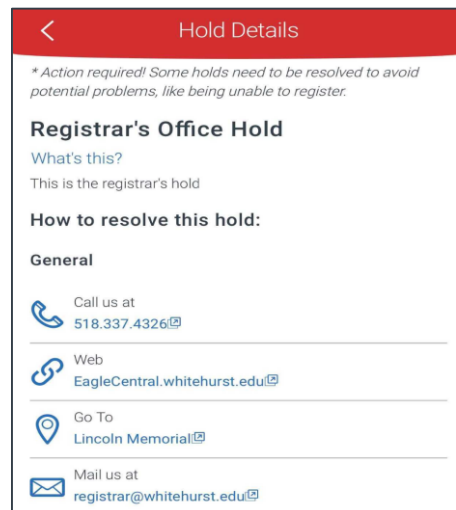 Hold Details
* Action required! Some holds need to be resolved to avoid
potential problems, like being unable to register.
Registrar's Office Hold
What's this?
This is the registrar's hold
How to resolve this hold:
General
Call us at
518.337.4326
Web
EagleCentral.whitehurst.edu
Go To
Lincoln Memorial
Mail us at
registrar@whitehurst.edu